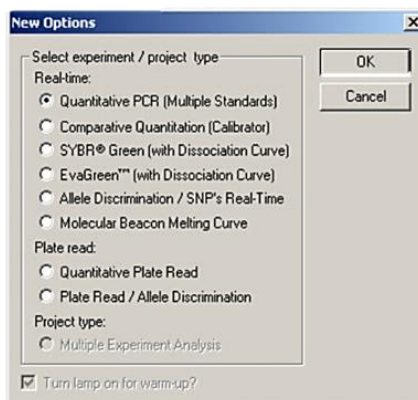 New Options
Select experiment / project type
Real-time:
Quantitative PCR (Multiple Standards)
Comparative Quantitation (Calibrator)
SYBR® Green (with Dissociation Curve)
EvaGreen™ (with Dissociation Curve)
Allele Discrimination / SNP's Real-Time
Molecular Beacon Melting Curve
Plate read:
Quantitative Plate Read
Plate Read / Allele Discrimination
Project type:
Multiple Experiment Analysis
Turn lamp on for warm-up?
OK
Cancel